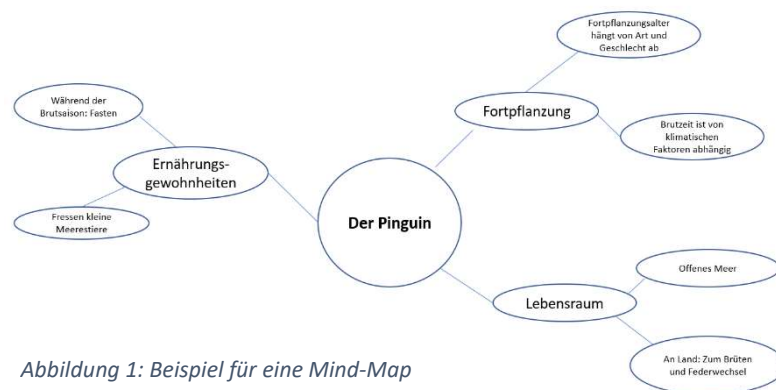 Fortpflanzungsalter
hängt von Art und
Geschlecht ab
Während der
Brutsaison: Fasten
Fortpflanzung
Brutzeit ist von
klimatischen
Faktoren abhängig
Ernährungs-
gewohnheiten
Fressen kleine
Meerestiere
Der Pinguin
Offenes Meer
Lebensraum
An Land: Zum Brüten
und Federwechsel
Abbildung 1: Beispiel für eine Mind-Map